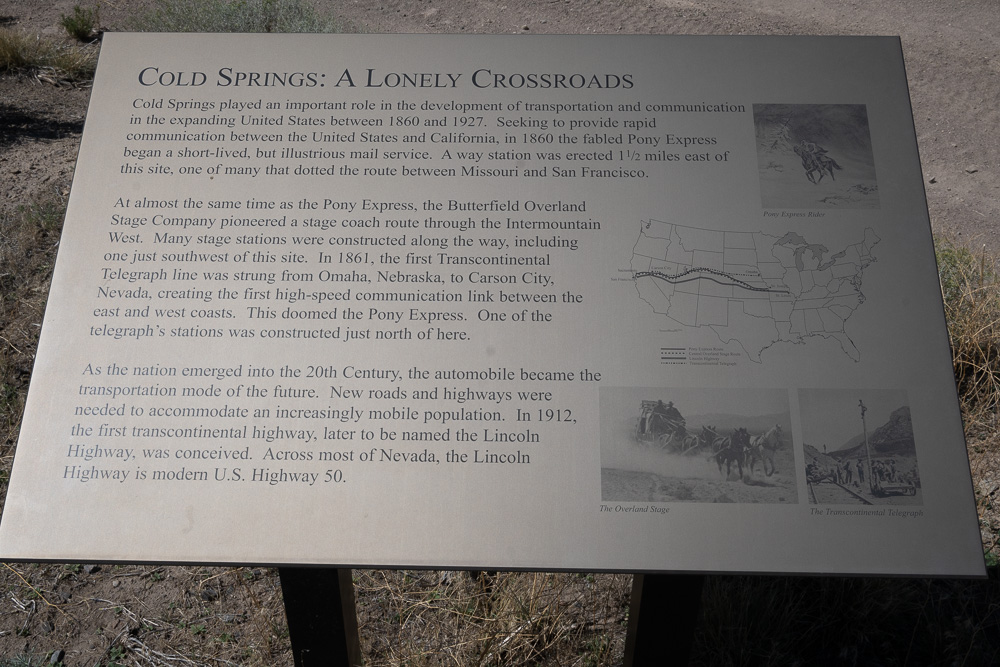 COLD SPRINGS: A LONELY CROSSROADS
Cold Springs played an important role in the development of transportation and communication
in the expanding United States between 1860 and 1927. Seeking to provide rapid
communication between the United States and California, in 1860 the fabled Pony Express
began a short-lived, but illustrious mail service. A way station was erected 1 1/2 miles east of
this site, one of many that dotted the route between Missouri and San Francisco.
At almost the same time as the Pony Express, the Butterfield Overland
Stage Company pioneered a stage coach route through the Intermountain
West. Many stage stations were constructed along the way, including
one just southwest of this site. In 1861, the first Transcontinental
Telegraph line was strung from Omaha, Nebraska, to Carson City,
Nevada, creating the first high-speed communication link between the
east and west coasts. This doomed the Pony Express. One of the
telegraph's stations was constructed just north of here.
As the nation emerged into the 20th Century, the automobile became the
transportation mode of the future. New roads and highways were
needed to accommodate an increasingly mobile population. In 1912,
the first transcontinental highway, later to be named the Lincoln
Highway, was conceived. Across most of Nevada, the Lincoln
Highway is modern U.S. Highway 50.
Pony Express Rider
The Overland Stage
The Transcontinental Telegraph